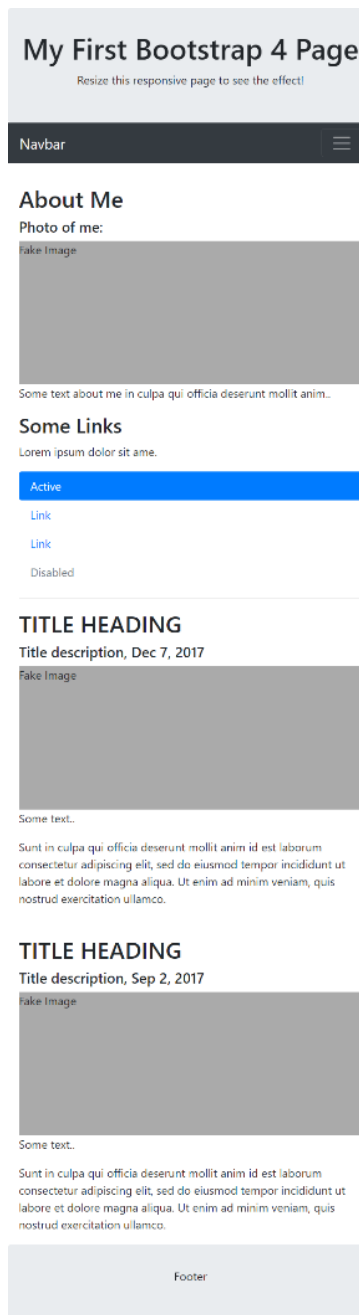 My First Bootstrap 4 Page
Resize this responsive page to see the effect!
Navbar
About Me
Photo of me:
Fake Image
Some text about me in culpa qui officia deserunt mollit anim..
Some Links
Lorem ipsum dolor sit ame.
Active
Link
Link
Disabled
TITLE HEADING
Title description, Dec 7, 2017
Fake Image
Some text..
Sunt in culpa qui officia deserunt mollit anim id est laborum
consectetur adipiscing elit, sed do eiusmod tempor incididunt ut
labore et dolore magna aliqua. Ut enim ad minim veniam, quis
nostrud exercitation ullamco.
TITLE HEADING
Title description, Sep 2, 2017
Fake Image
Some text..
Sunt in culpa qui officia deserunt mollit anim id est laborum
consectetur adipiscing elit, sed do eiusmod tempor incididunt ut
labore et dolore magna aliqua. Ut enim ad minim veniam, quis
nostrud exercitation ullamco.
Footer